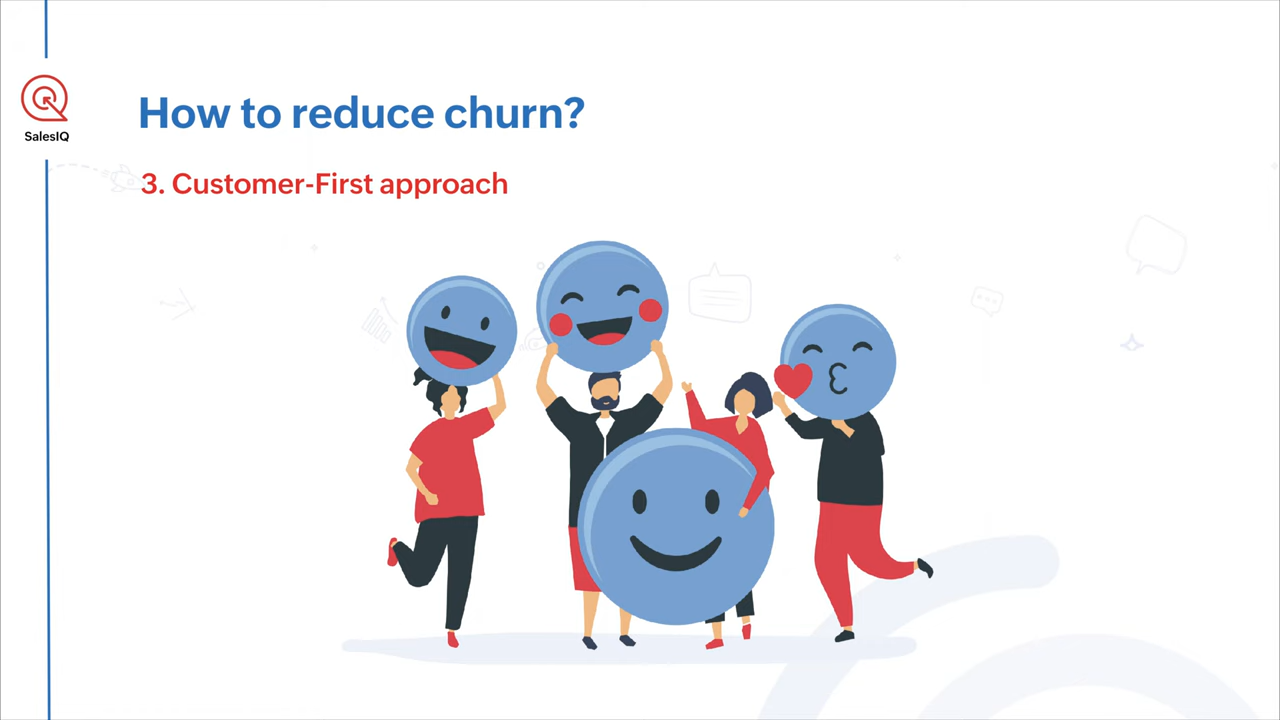 How to reduce churn?
SalesIQ
3. Customer-First approach